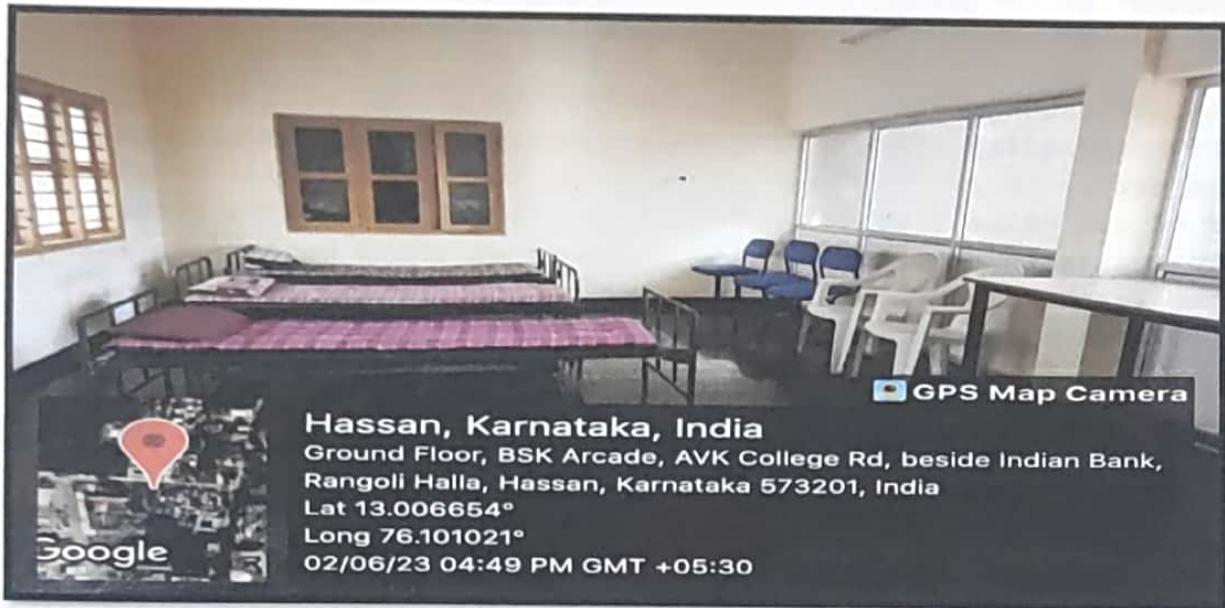 GPS Map Camera
Hassan, Karnataka, India
Ground Floor, BSK Arcade, AVK College Rd, beside Indian Bank,
Rangoli Halla, Hassan, Karnataka 573201, India
Lat 13.006654°
Long 76.101021°
02/06/23 04:49 PM GMT +05:30
Google